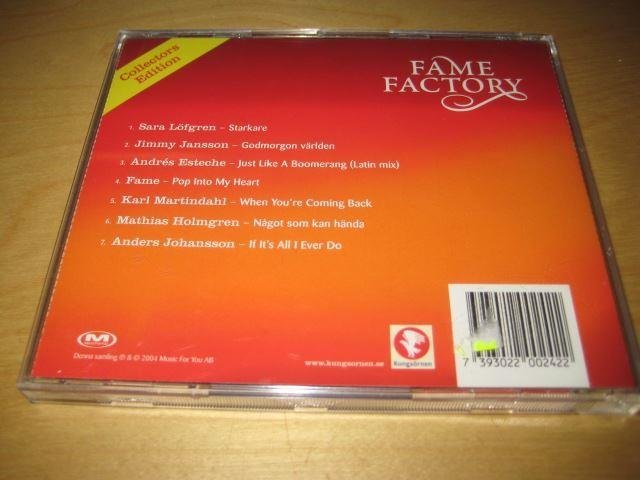 Collectors
Edition
FAME
FACTORY
1. Sara Löfgren – Starkare
2. Jimmy Jansson – Godmorgon världen
3. Andrés Esteche – Just Like A Boomerang (Latin mix)
4. Fame – Pop Into My Heart
5. Karl Martindahl – When You're Coming Back
6. Mathias Holmgren – Något som kan hända
7. Anders Johansson – If It's All I Ever Do
M
Denna samling ℗ & © 2004 Music For You AB
www.kungsornen.se
Kungsörnen
7 393022 002422